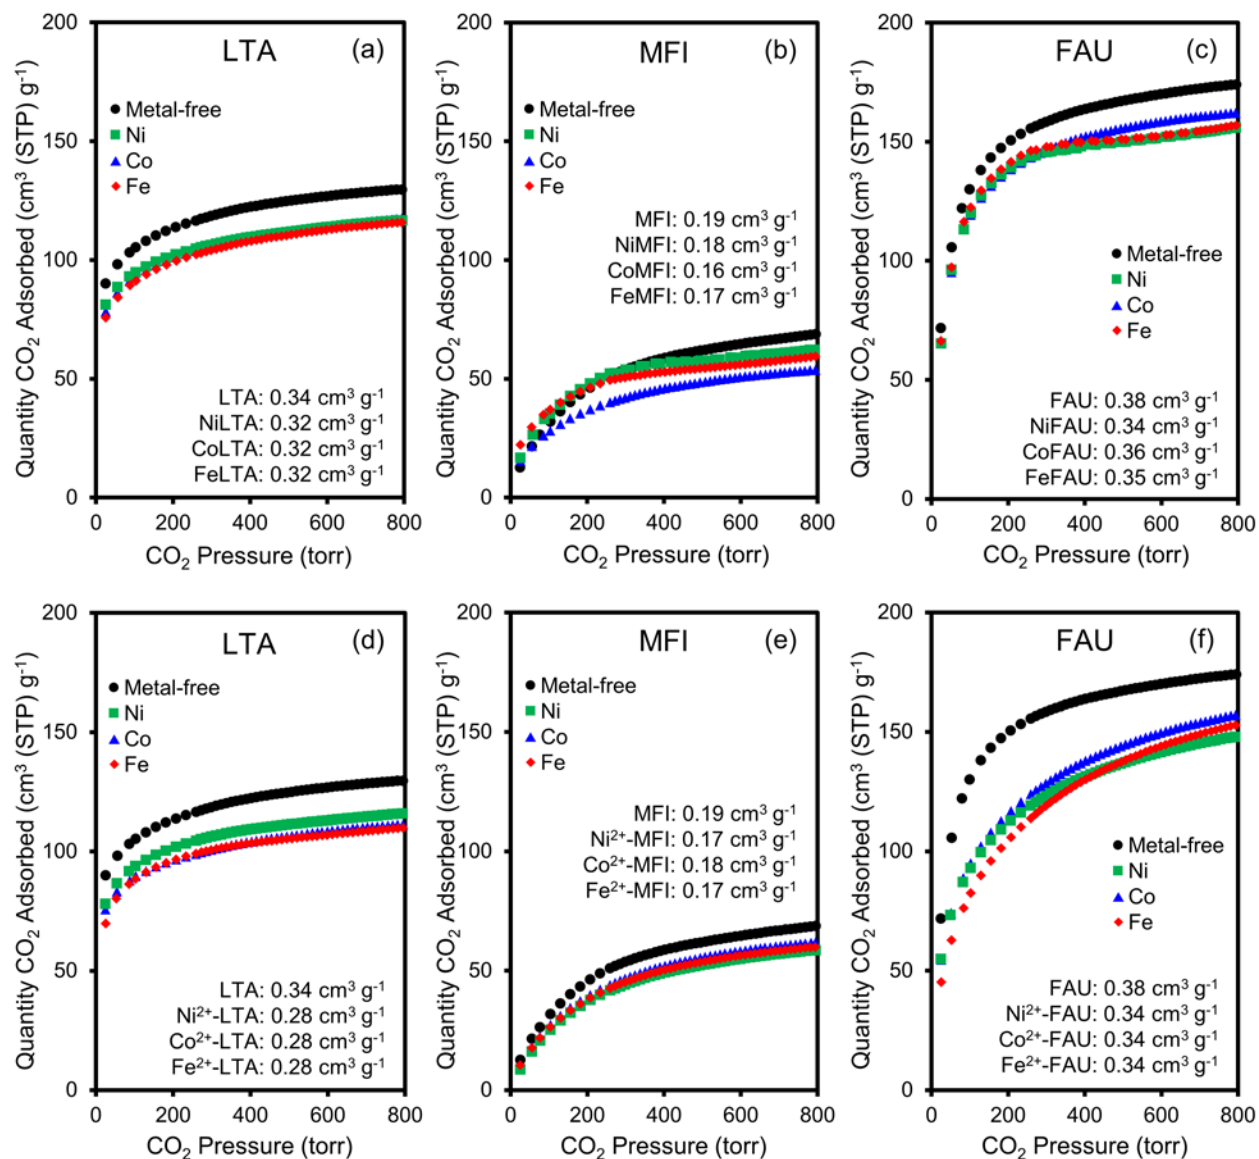 Quantity CO₂ Adsorbed (cm³ (STP) g⁻¹
200
150
100
50
0
LTA
(a)
Metal-free
Ni
Co
Fe
LTA: 0.34 cm³ g⁻¹
NiLTA: 0.32 cm³ g⁻¹
CoLTA: 0.32 cm³ g⁻¹
FeLTA: 0.32 cm³ g⁻¹
0 200 400 600 800
CO₂ Pressure (torr)
200
150
100
50
0
MFI
(b)
Metal-free
Ni
Co
Fe
MFI: 0.19 cm³ g⁻¹
NiMFI: 0.18 cm³ g⁻¹
CoMFI: 0.16 cm³ g⁻¹
FeMFI: 0.17 cm³ g⁻¹
0 200 400 600 800
CO₂ Pressure (torr)
Quantity CO₂ Adsorbed (cm³ (STP) g⁻¹
200
150
100
50
0
FAU
(c)
Metal-free
Ni
Co
Fe
FAU: 0.38 cm³ g⁻¹
NiFAU: 0.34 cm³ g⁻¹
CoFAU: 0.36 cm³ g⁻¹
FeFAU: 0.35 cm³ g⁻¹
0 200 400 600 800
CO₂ Pressure (torr)
Quantity CO₂ Adsorbed (cm³ (STP) g⁻¹
200
150
100
50
0
LTA
(d)
Metal-free
Ni
Co
Fe
LTA: 0.34 cm³ g⁻¹
Ni²⁺-LTA: 0.28 cm³ g⁻¹
Co²⁺-LTA: 0.28 cm³ g⁻¹
Fe²⁺-LTA: 0.28 cm³ g⁻¹
0 200 400 600 800
CO₂ Pressure (torr)
Quantity CO₂ Adsorbed (cm³ (STP) g⁻¹
200
150
100
50
0
MFI
(e)
Metal-free
Ni
Co
Fe
MFI: 0.19 cm³ g⁻¹
Ni²⁺-MFI: 0.17 cm³ g⁻¹
Co²⁺-MFI: 0.18 cm³ g⁻¹
Fe²⁺-MFI: 0.17 cm³ g⁻¹
0 200 400 600 800
CO₂ Pressure (torr)
Quantity CO₂ Adsorbed (cm³ (STP) g⁻¹
200
150
100
50
0
FAU
(f)
Metal-free
Ni
Co
Fe
FAU: 0.38 cm³ g⁻¹
Ni²⁺-FAU: 0.34 cm³ g⁻¹
Co²⁺-FAU: 0.34 cm³ g⁻¹
Fe²⁺-FAU: 0.34 cm³ g⁻¹
0 200 400 600 800
CO₂ Pressure (torr)
Quantity CO₂ Adsorbed (cm³ (STP) g⁻¹